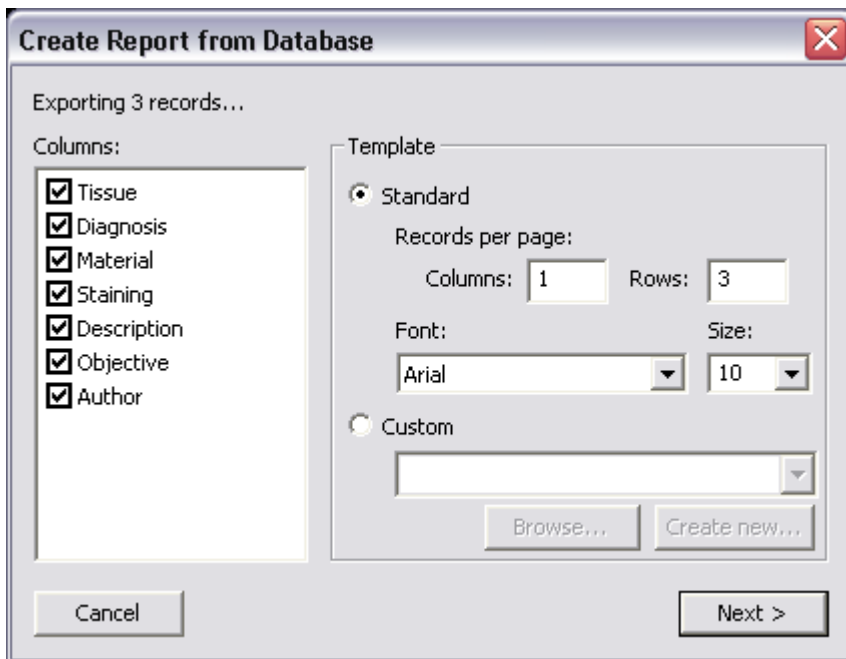 Create Report from Database
Exporting 3 records...
Columns:
Tissue
Diagnosis
Material
Staining
Description
Objective
Author
Template
Standard
Records per page:
Columns: 1 Rows: 3
Font: Size:
Arial 10
Custom
Browse... Create new...
Cancel Next >